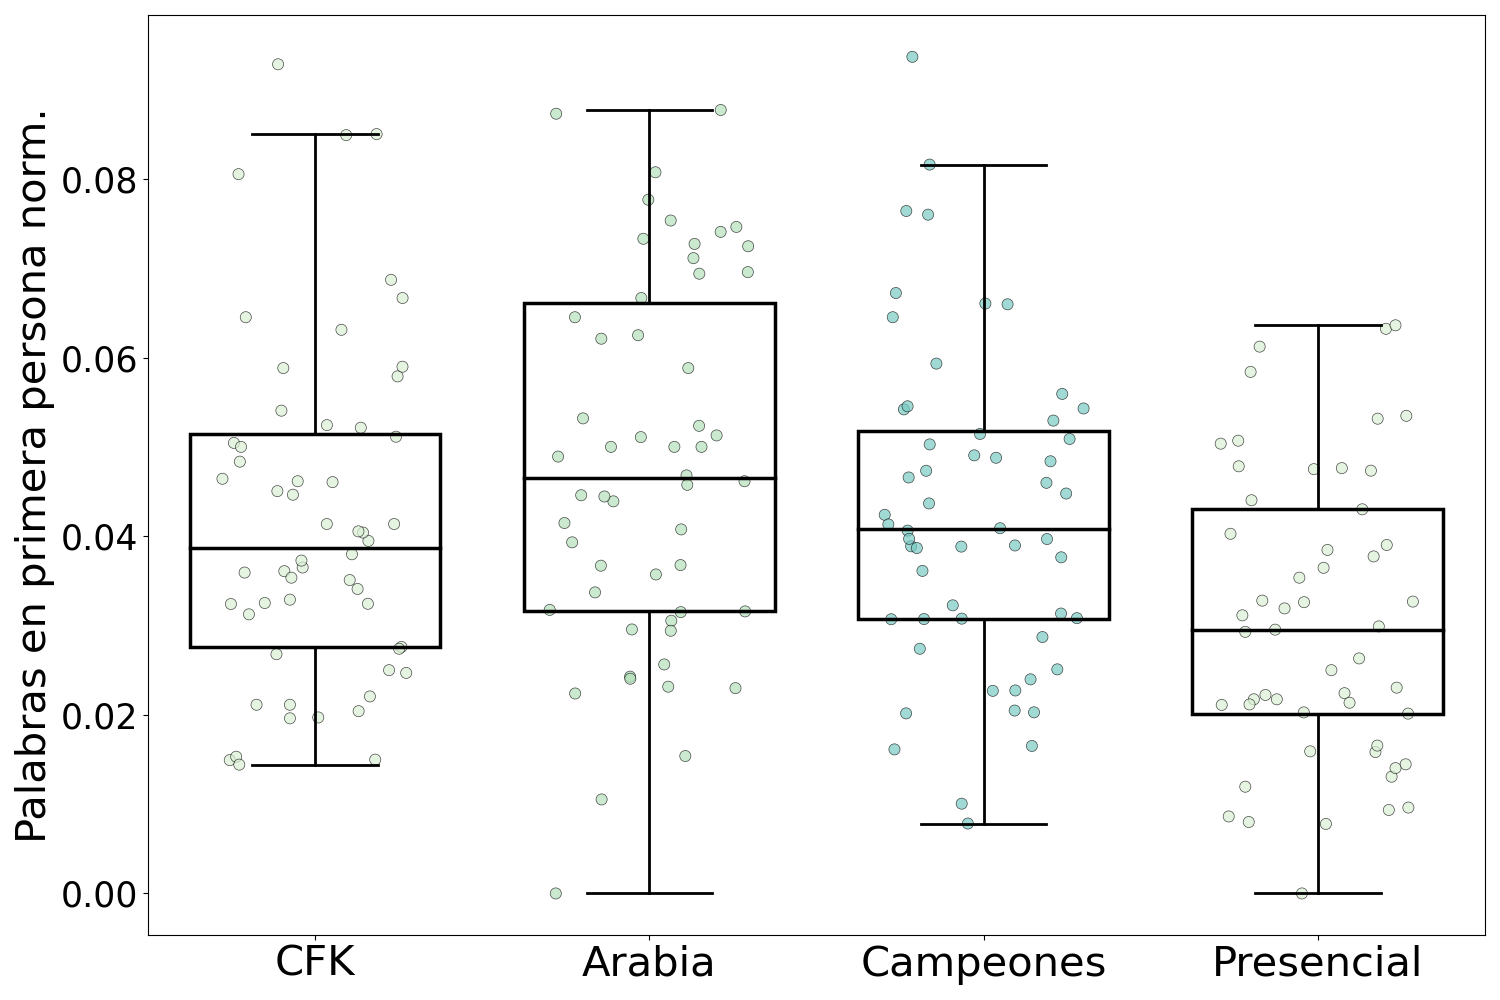 Palabras en primera persona norm.
0.08
0.06
0.04
0.02
0.00
CFK
Arabia
Campeones
Presencial